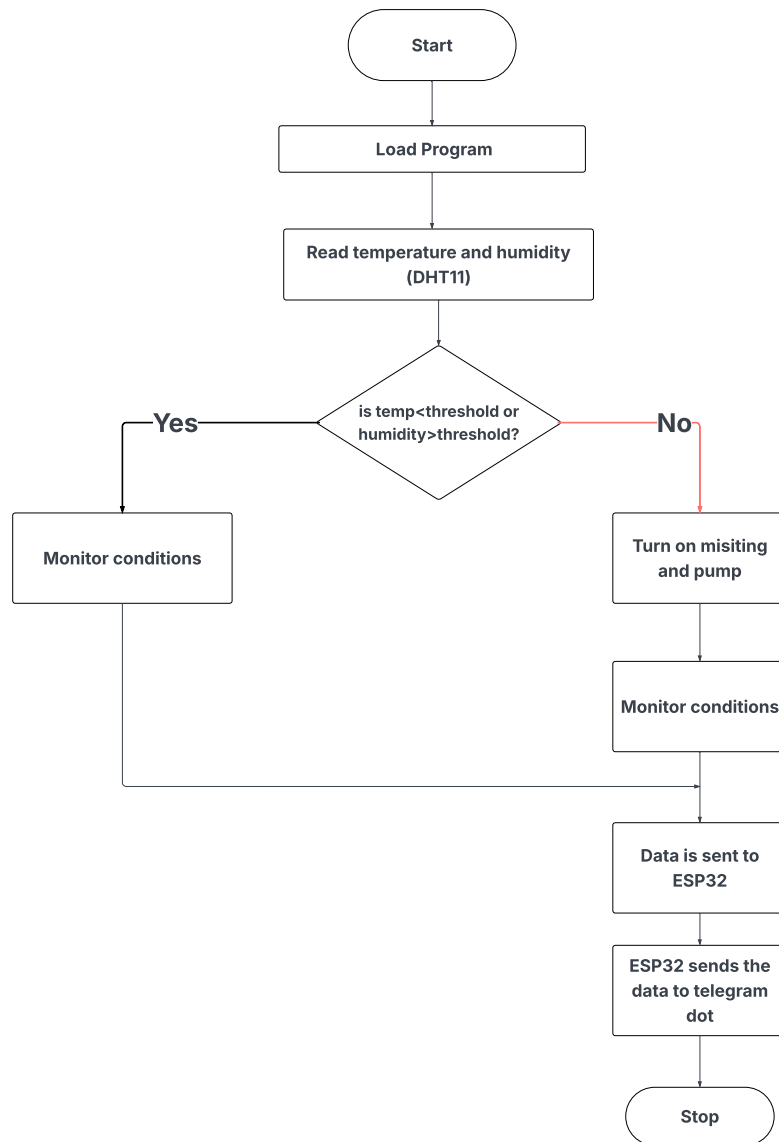 Start
Load Program
Read temperature and humidity
(DHT11)
is temp<threshold or
humidity>threshold?
Yes
No
Monitor conditions
Turn on misiting
and pump
Monitor conditions
Data is sent to
ESP32
ESP32 sends the
data to telegram
dot
Stop